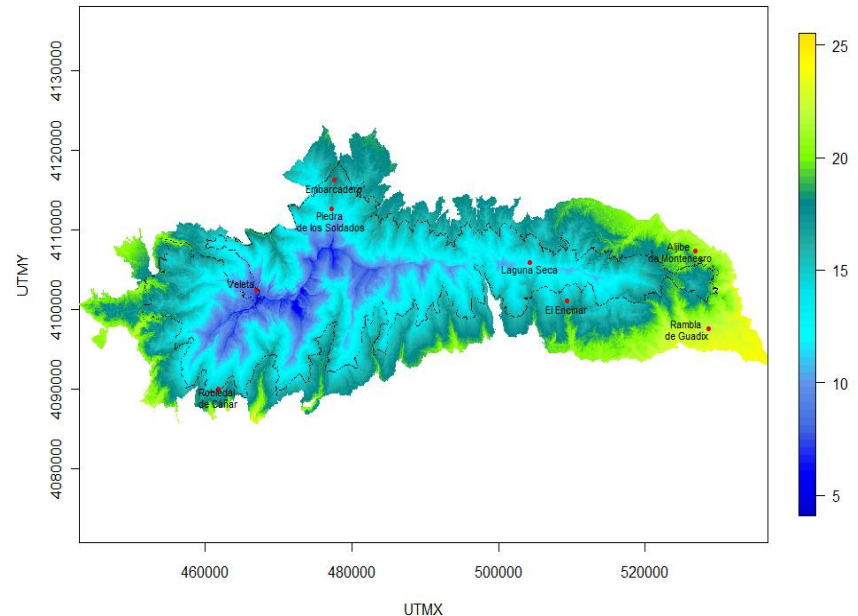 4130000
4120000
4110000
4100000
4090000
4080000
UTMY
460000
480000
500000
520000
UTMX
25
20
15
10
5
Embarcadero
Piedra
de los Soldados
Veleta
Laguna Seca
El Encinar
Aljibe
de Montenegro
Rambla
de Guadix
Robledal
de Cañar